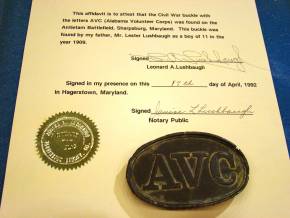 This affidavit is to attest that the Civil War buckle with
the letters AVC (Alabama Volunteer Corps) was found on the
Antietam Battlefield, Sharpsburg, Maryland. This buckle was
found by my father, Mr. Lester Lushbaugh as a boy of 11 in the
year 1909.
Signed
Leonard A.Lushbaugh
Signed in my presence on this 17th day of April, 1992
in Hagerstown, Maryland.
Signed Louise L Lushbaugh
Notary Public
AVC